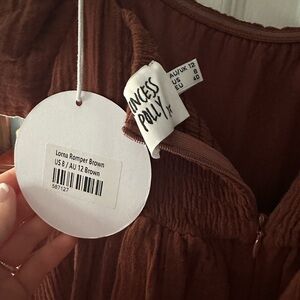 Lorna Romper Brown
US 8 / AU 12 Brown
587127
PRINCESS
POLLY
AU/UK 12
US 8
EU 40